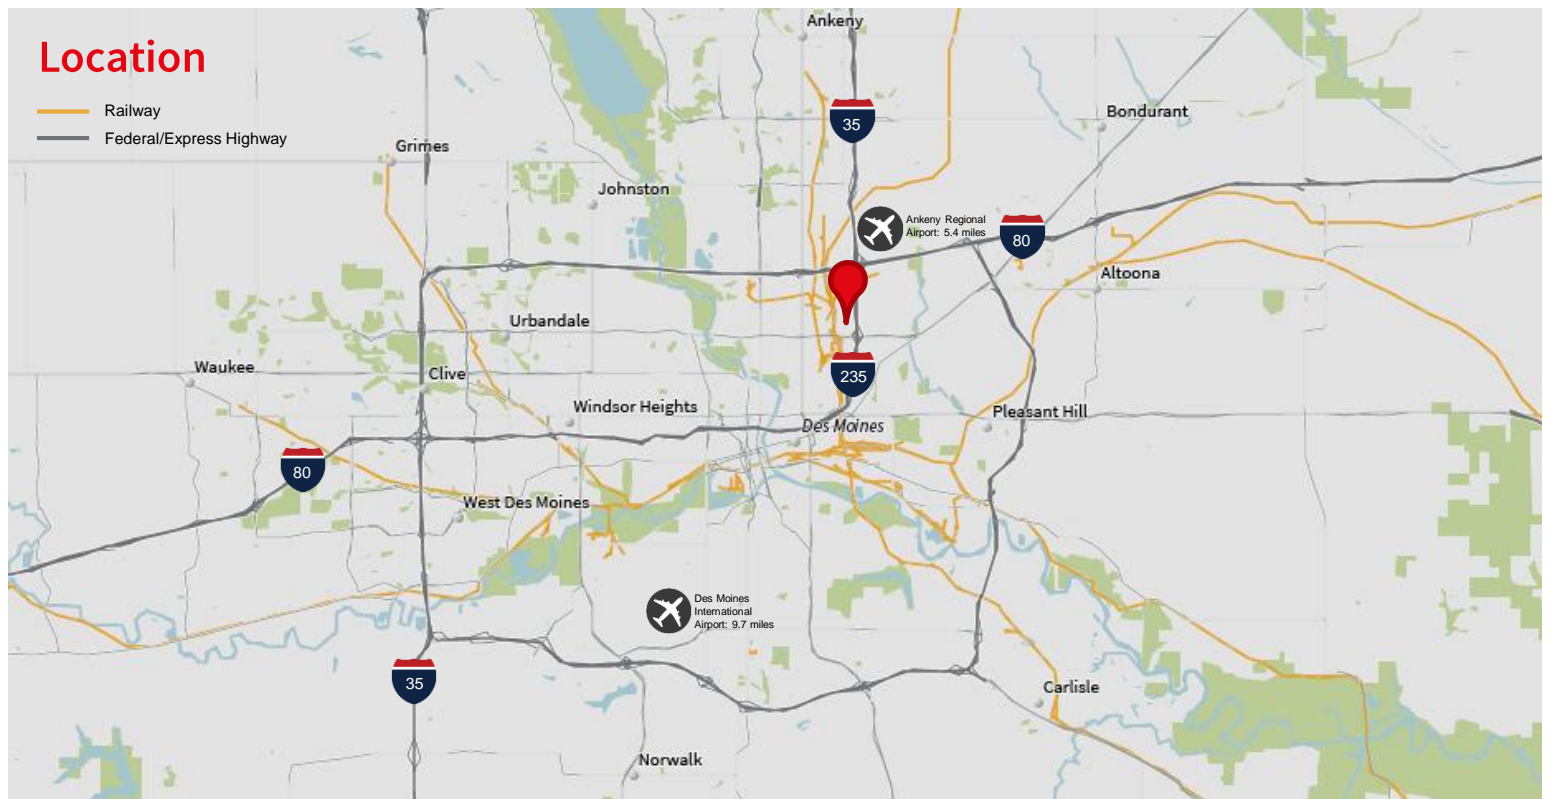 Location
Railway
Federal/Express Highway
Ankeny
35
Bondurant
Grimes
Johnston
Ankeny Regional
Airport: 5.4 miles
80
Altoona
Urbandale
Waukee
Clive
235
Windsor Heights
Pleasant Hill
Des Moines
80
West Des Moines
Des Moines
International
Airport: 9.7 miles
35
Carlisle
Norwalk